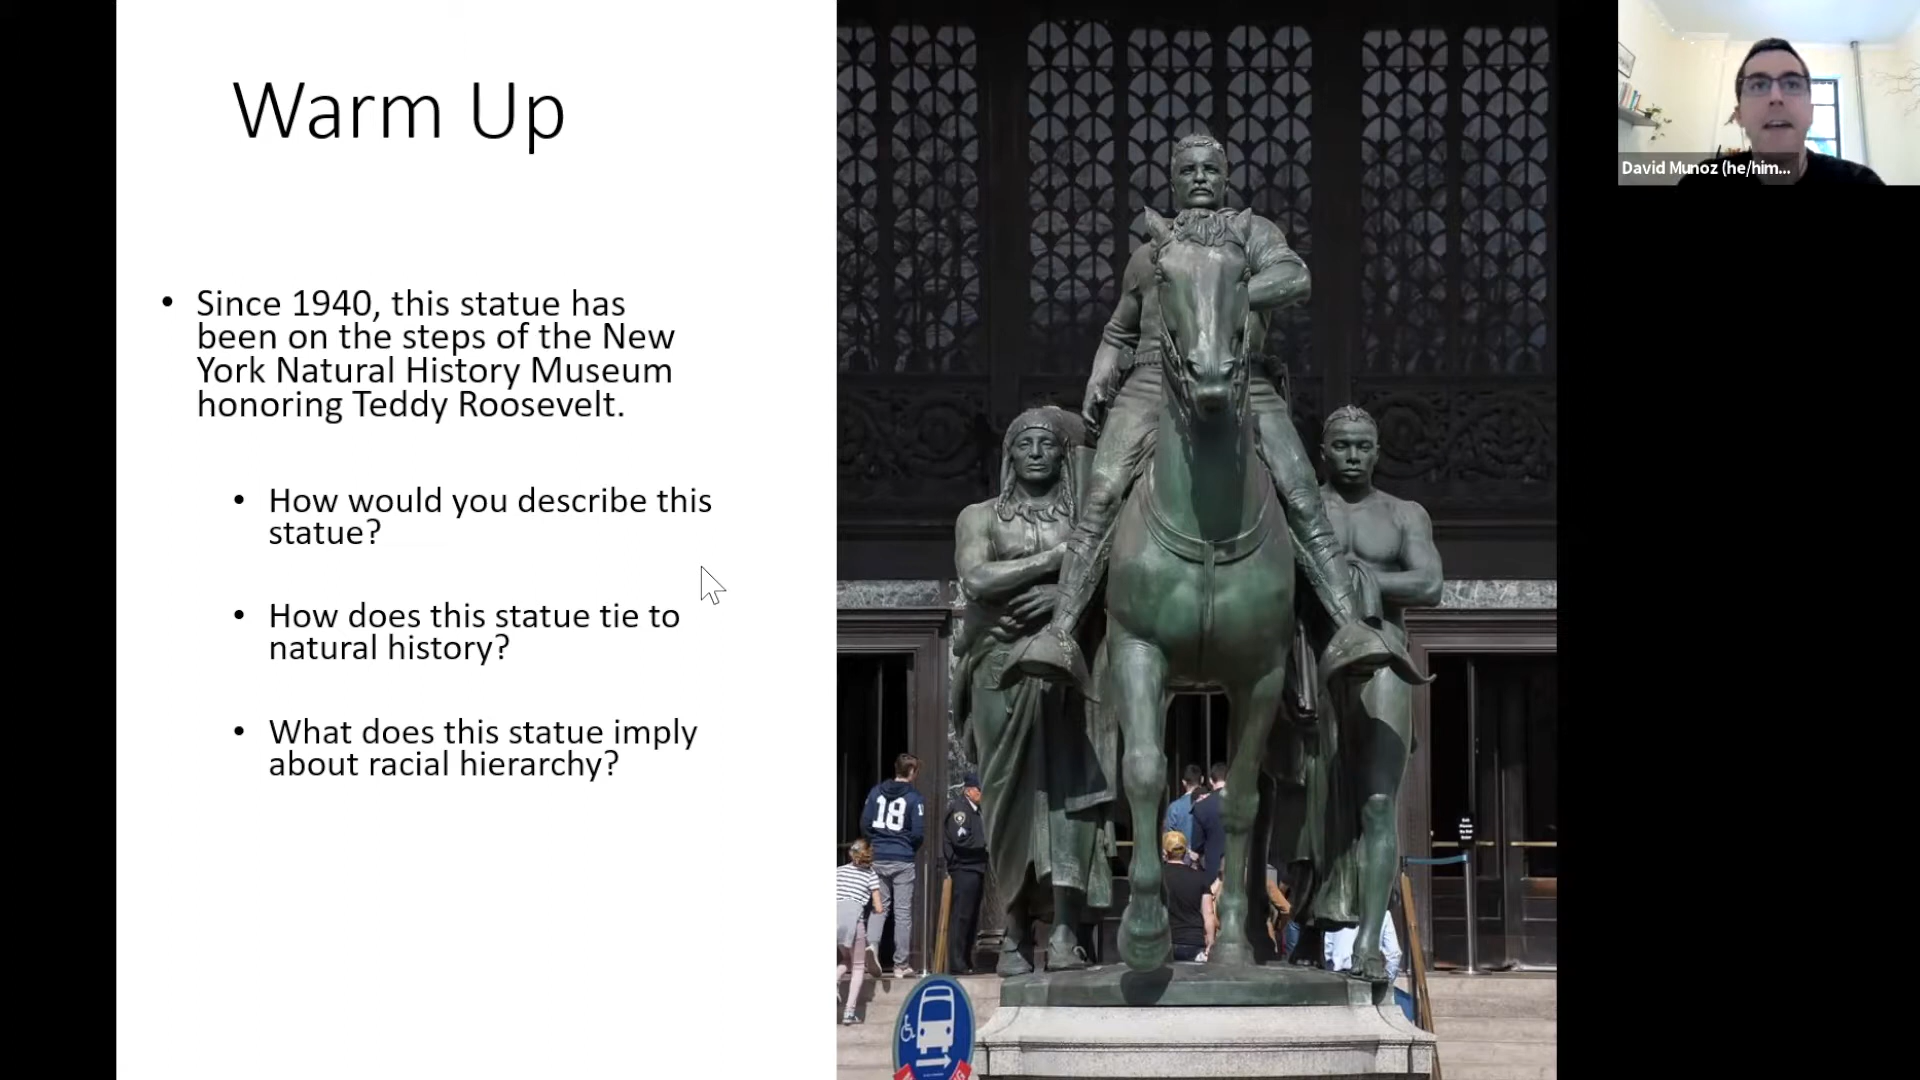 Warm Up
• Since 1940, this statue has
been on the steps of the New
York Natural History Museum
honoring Teddy Roosevelt.
• How would you describe this
statue?
• How does this statue tie to
natural history?
• What does this statue imply
about racial hierarchy?
18
David Munoz (he/him...